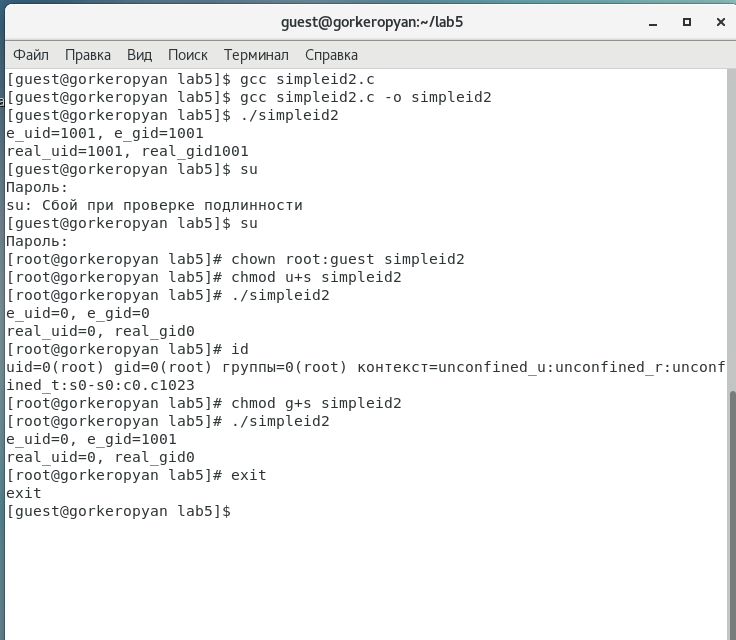 guest@gorkeropyan:~/lab5
Файл Правка Вид Поиск Терминал Справка
[guest@gorkeropyan lab5]$ gcc simpleid2.c
[guest@gorkeropyan lab5]$ gcc simpleid2.c -o simpleid2
[guest@gorkeropyan lab5]$ ./simpleid2
e_uid=1001, e_gid=1001
real_uid=1001, real_gid1001
[guest@gorkeropyan lab5]$ su
Пароль:
su: Сбой при проверке подлинности
[guest@gorkeropyan lab5]$ su
Пароль:
[root@gorkeropyan lab5]# chown root:guest simpleid2
[root@gorkeropyan lab5]# chmod u+s simpleid2
[root@gorkeropyan lab5]# ./simpleid2
e_uid=0, e_gid=0
real_uid=0, real_gid0
[root@gorkeropyan lab5]# id
uid=0(root) gid=0(root) группы=0(root) контекст=unconfined_u:unconfined_r:unconf
ined_t:s0-s0:c0.c1023
[root@gorkeropyan lab5]# chmod g+s simpleid2
[root@gorkeropyan lab5]# ./simpleid2
e_uid=0, e_gid=1001
real_uid=0, real_gid0
[root@gorkeropyan lab5]# exit
exit
[guest@gorkeropyan lab5]$